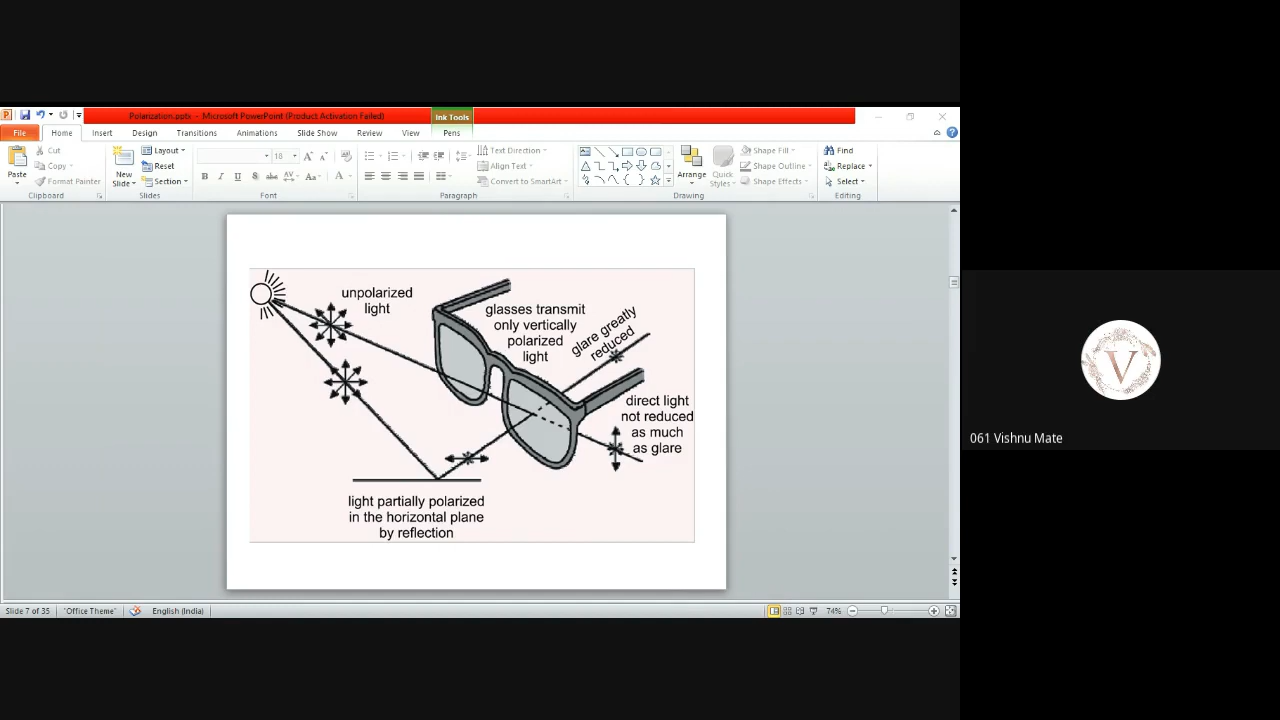 Polarization.pptx - Microsoft PowerPoint (Product Activation Failed)
Ink Tools
File Home Insert Design Transitions Animations Slide Show Review View Pens
Paste
Cut
Copy
Format Painter
Clipboard
New Slide
Layout
Reset
Section
Slides
18
B I U S abc AV Aa A
Font
Text Direction
Align Text
Convert to SmartArt
Paragraph
Arrange
Quick Styles
Shape Fill
Shape Outline
Shape Effects
Drawing
Find
Replace
Select
Editing
unpolarized
light
glasses transmit
only vertically
polarized
light
glare greatly
reduced
direct light
not reduced
as much
as glare
light partially polarized
in the horizontal plane
by reflection
V
061 Vishnu Mate
Slide 7 of 35 "Office Theme" English (India) 74%